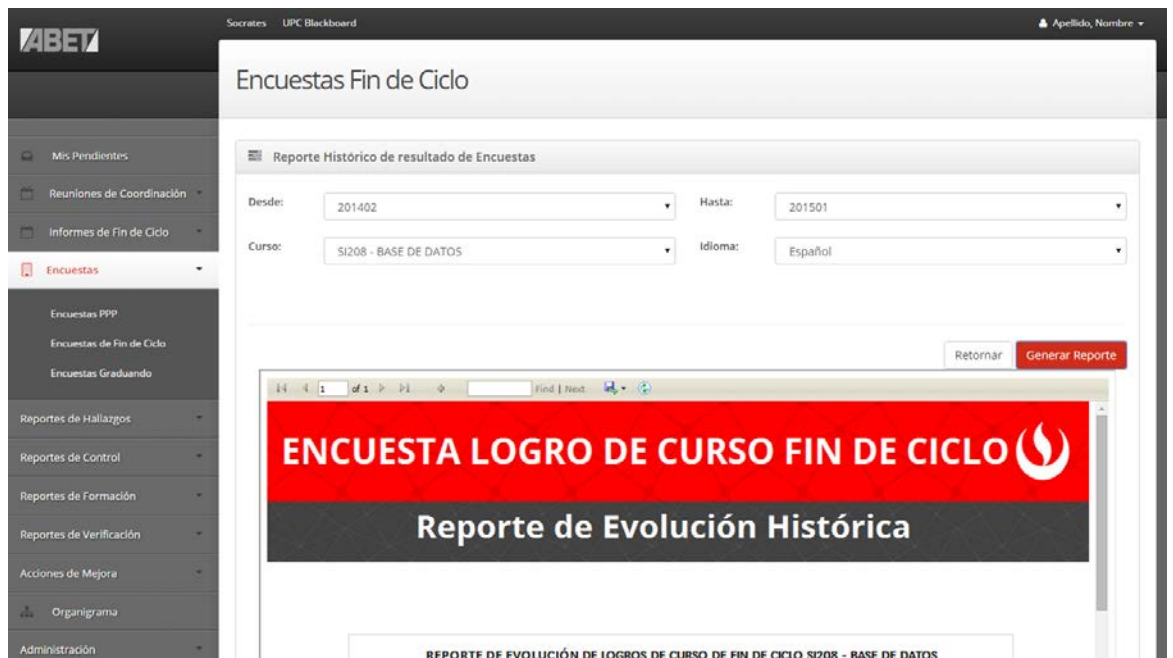 ABET
Socrates UPC Blackboard
Apellido, Nombre
Encuestas Fin de Ciclo
Mis Pendientes
Reuniones de Coordinación
Informes de Fin de Ciclo
Encuestas
Encuestas PPP
Encuestas de Fin de Ciclo
Encuestas Graduando
Reportes de Hallazgos
Reportes de Control
Reportes de Formación
Reportes de Verificación
Acciones de Mejora
Organigrama
Administración
Reporte Histórico de resultado de Encuestas
Desde: 201402 Hasta: 201501
Curso: SI208 - BASE DE DATOS Idioma: Español
Retornar Generar Reporte
1 of 1 Find | Next
ENCUESTA LOGRO DE CURSO FIN DE CICLO
Reporte de Evolución Histórica
REPORTE DE EVOLUCIÓN DE LOGROS DE CURSO DE FIN DE CICLO SI208 - BASE DE DATOS